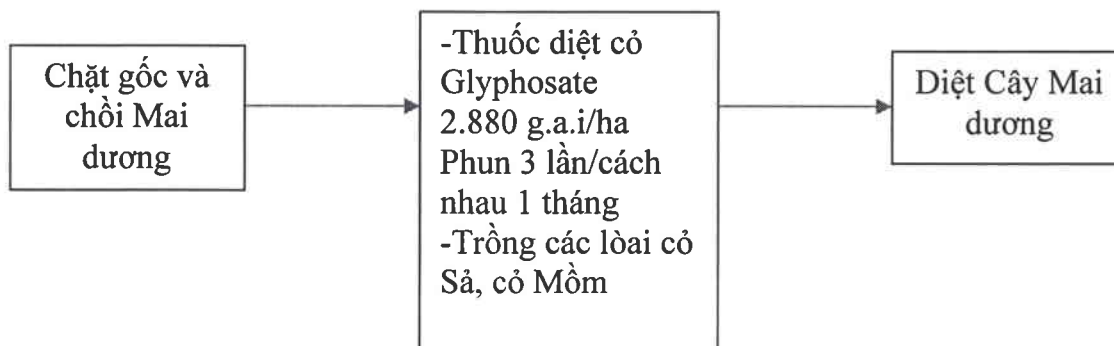 Chặt gốc và
chồi Mai
dương
-Thuốc diệt cỏ
Glyphosate
2.880 g.a.i/ha
Phun 3 lần/cách
nhau 1 tháng
-Trồng các lòai cỏ
Sả, cỏ Mồm
Diệt Cây Mai
dương